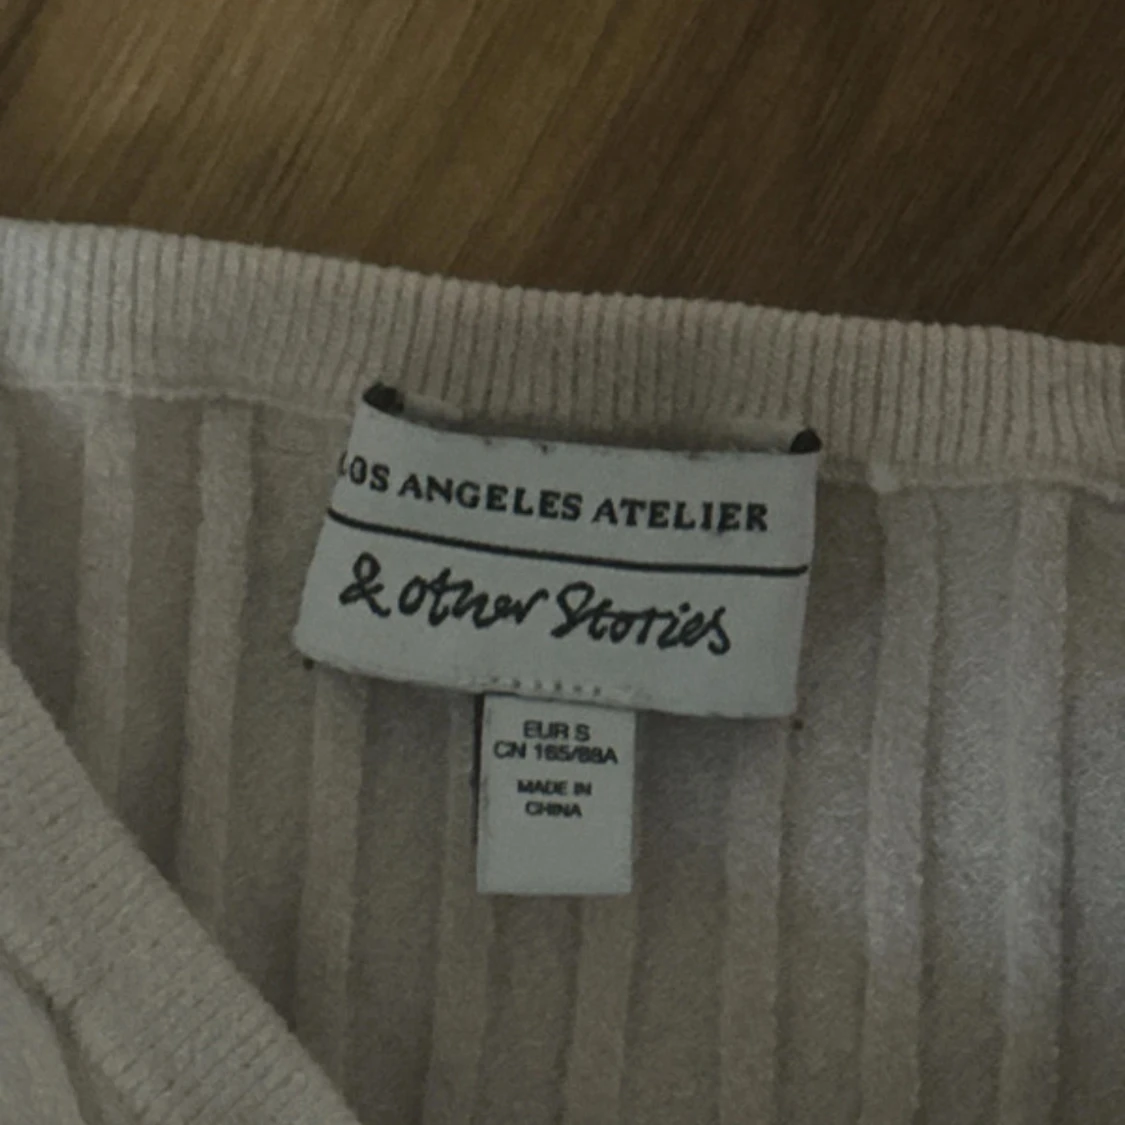 LOS ANGELES ATELIER
& other Stories
EUR S
CN 165/88A
MADE IN
CHINA